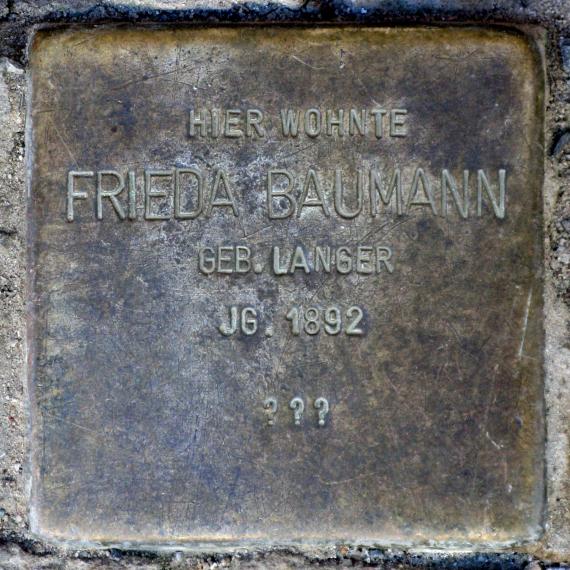 HIER WOHNTE
FRIEDA BAUMANN
GEB. LANGER
JG. 1892
???